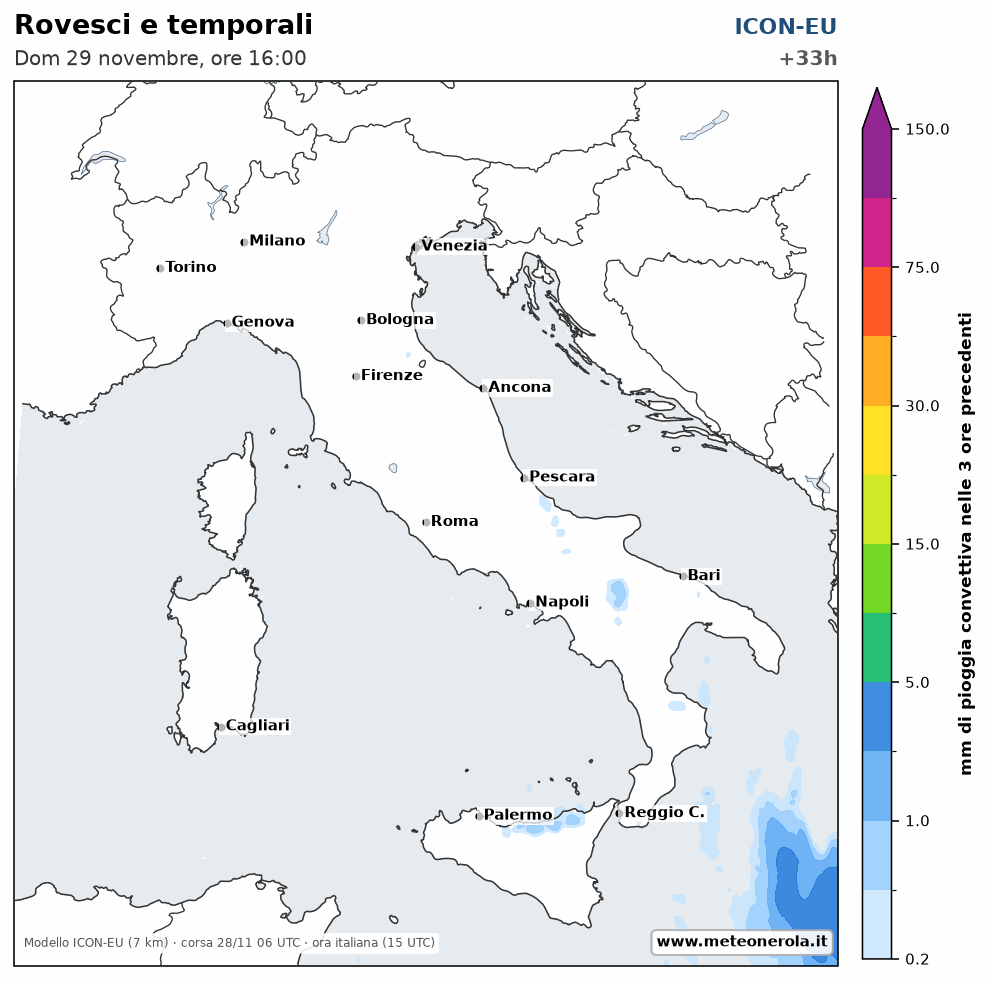 Rovesci e temporali
ICON-EU
Dom 29 novembre, ore 16:00
+33h
150.0
Milano
Venezia
Torino
75.0
Genova
Bologna
Firenze
Ancona
30.0
Pescara
Roma
15.0
Bari
Napoli
5.0
Cagliari
Palermo
Reggio C.
1.0
mm di pioggia convettiva nelle 3 ore precedenti
Modello ICON-EU (7 km) · corsa 28/11 06 UTC · ora italiana (15 UTC)
www.meteonerola.it
0.2